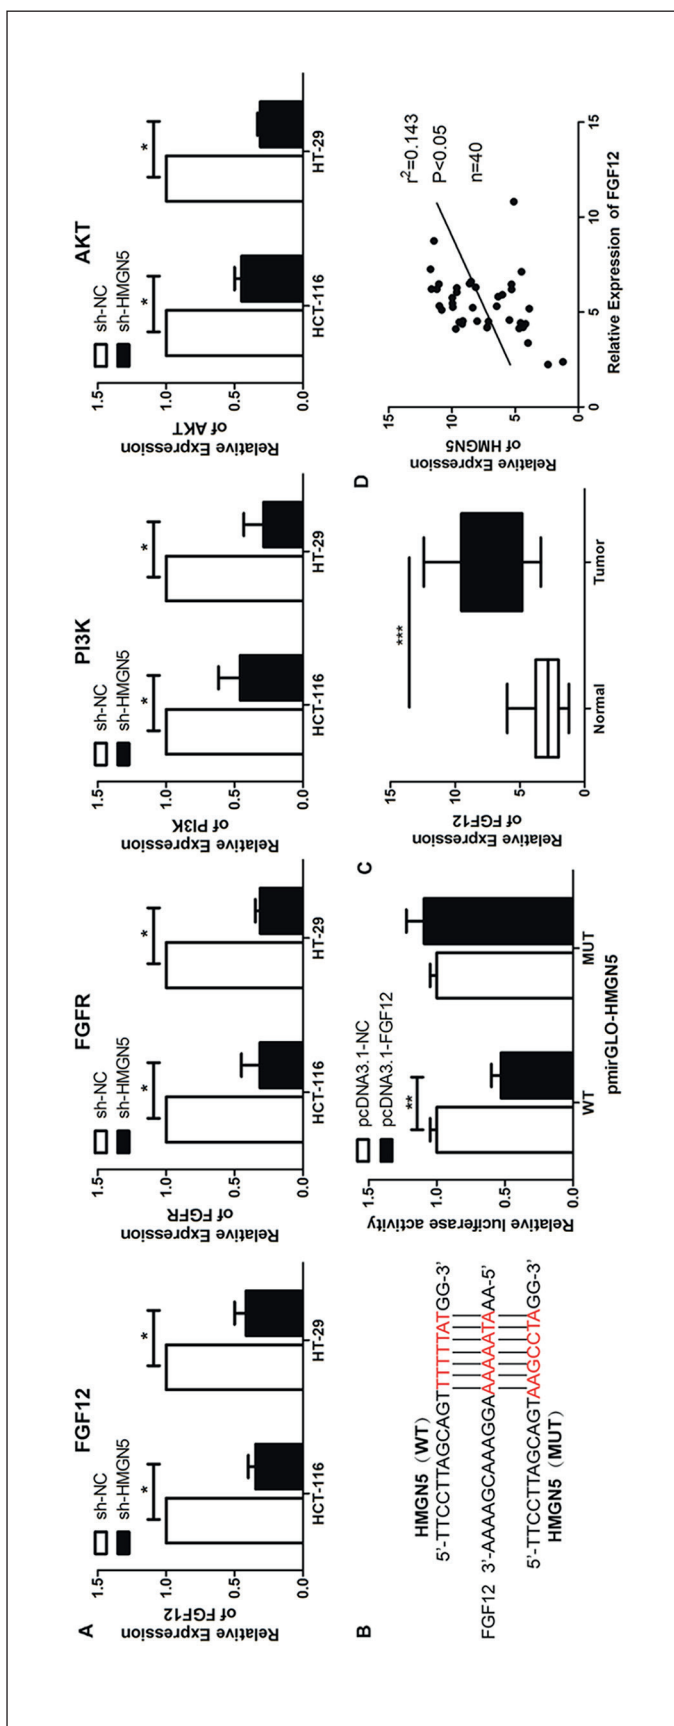 A
FGF12
sh-NC
sh-HMGN5
Relative Expression
of FGF12
1.5
1.0
0.5
0.0
*
*
HCT-116
HT-29
FGFR
sh-NC
sh-HMGN5
Relative Expression
of FGFR
1.5
1.0
0.5
0.0
*
*
HCT-116
HT-29
PI3K
sh-NC
sh-HMGN5
Relative Expression
of PI3K
1.5
1.0
0.5
0.0
*
*
HCT-116
HT-29
AKT
sh-NC
sh-HMGN5
Relative Expression
of AKT
1.5
1.0
0.5
0.0
*
*
HCT-116
HT-29
B
HMGN5 (WT)
5'-TTCCTTAGCAGTTTTTTATGG-3'
FGF12 3'-AAAAGCAAAGGAAAAAATAAA-5'
5'-TTCCTTAGCAGTAAGCCTAGG-3'
HMGN5 (MUT)
pcDNA3.1-NC
pcDNA3.1-FGF12
Relative luciferase activity
1.5
1.0
0.5
0.0
**
WT
MUT
pmirGLO-HMGN5
C
Relative Expression
of FGF12
15
10
5
0
***
Normal
Tumor
D
Relative Expression
of HMGN5
15
10
5
0
r²=0.143
P<0.05
n=40
0
5
10
15
Relative Expression of FGF12